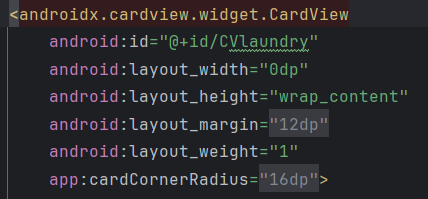 <androidx.cardview.widget.CardView
android:id="@+id/CVlaundry"
android:layout_width="0dp"
android:layout_height="wrap_content"
android:layout_margin="12dp"
android:layout_weight="1"
app:cardCornerRadius="16dp">